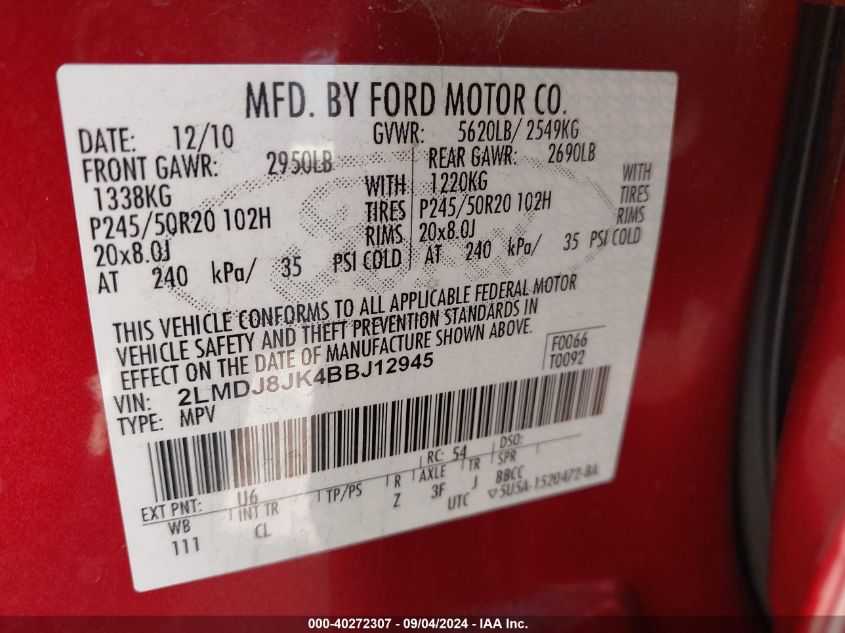 MFD. BY FORD MOTOR CO.
DATE: 12/10 GVWR: 5620LB/ 2549KG
FRONT GAWR: 2950LB REAR GAWR: 2690LB
1338KG WITH 1220KG WITH
P245/50R20 102H TIRES P245/50R20 102H TIRES
20x8.0J RIMS 20x8.0J RIMS
AT 240 kPa/ 35 PSI COLD AT 240 kPa/ 35 PSI COLD
THIS VEHICLE CONFORMS TO ALL APPLICABLE FEDERAL MOTOR
VEHICLE SAFETY AND THEFT PREVENTION STANDARDS IN
EFFECT ON THE DATE OF MANUFACTURE SHOWN ABOVE.
F0066
T0092
VIN: 2LMDJ8JK4BBJ12945
TYPE: MPV
EXT PNT: U6 RC: 54 DSO:
WB INT TR TP/PS R AXLE TR SPR
111 CL Z 3F J BBCC
UTC 5U5A-1520472-BA
000-40272307 - 09/04/2024 - IAA Inc.